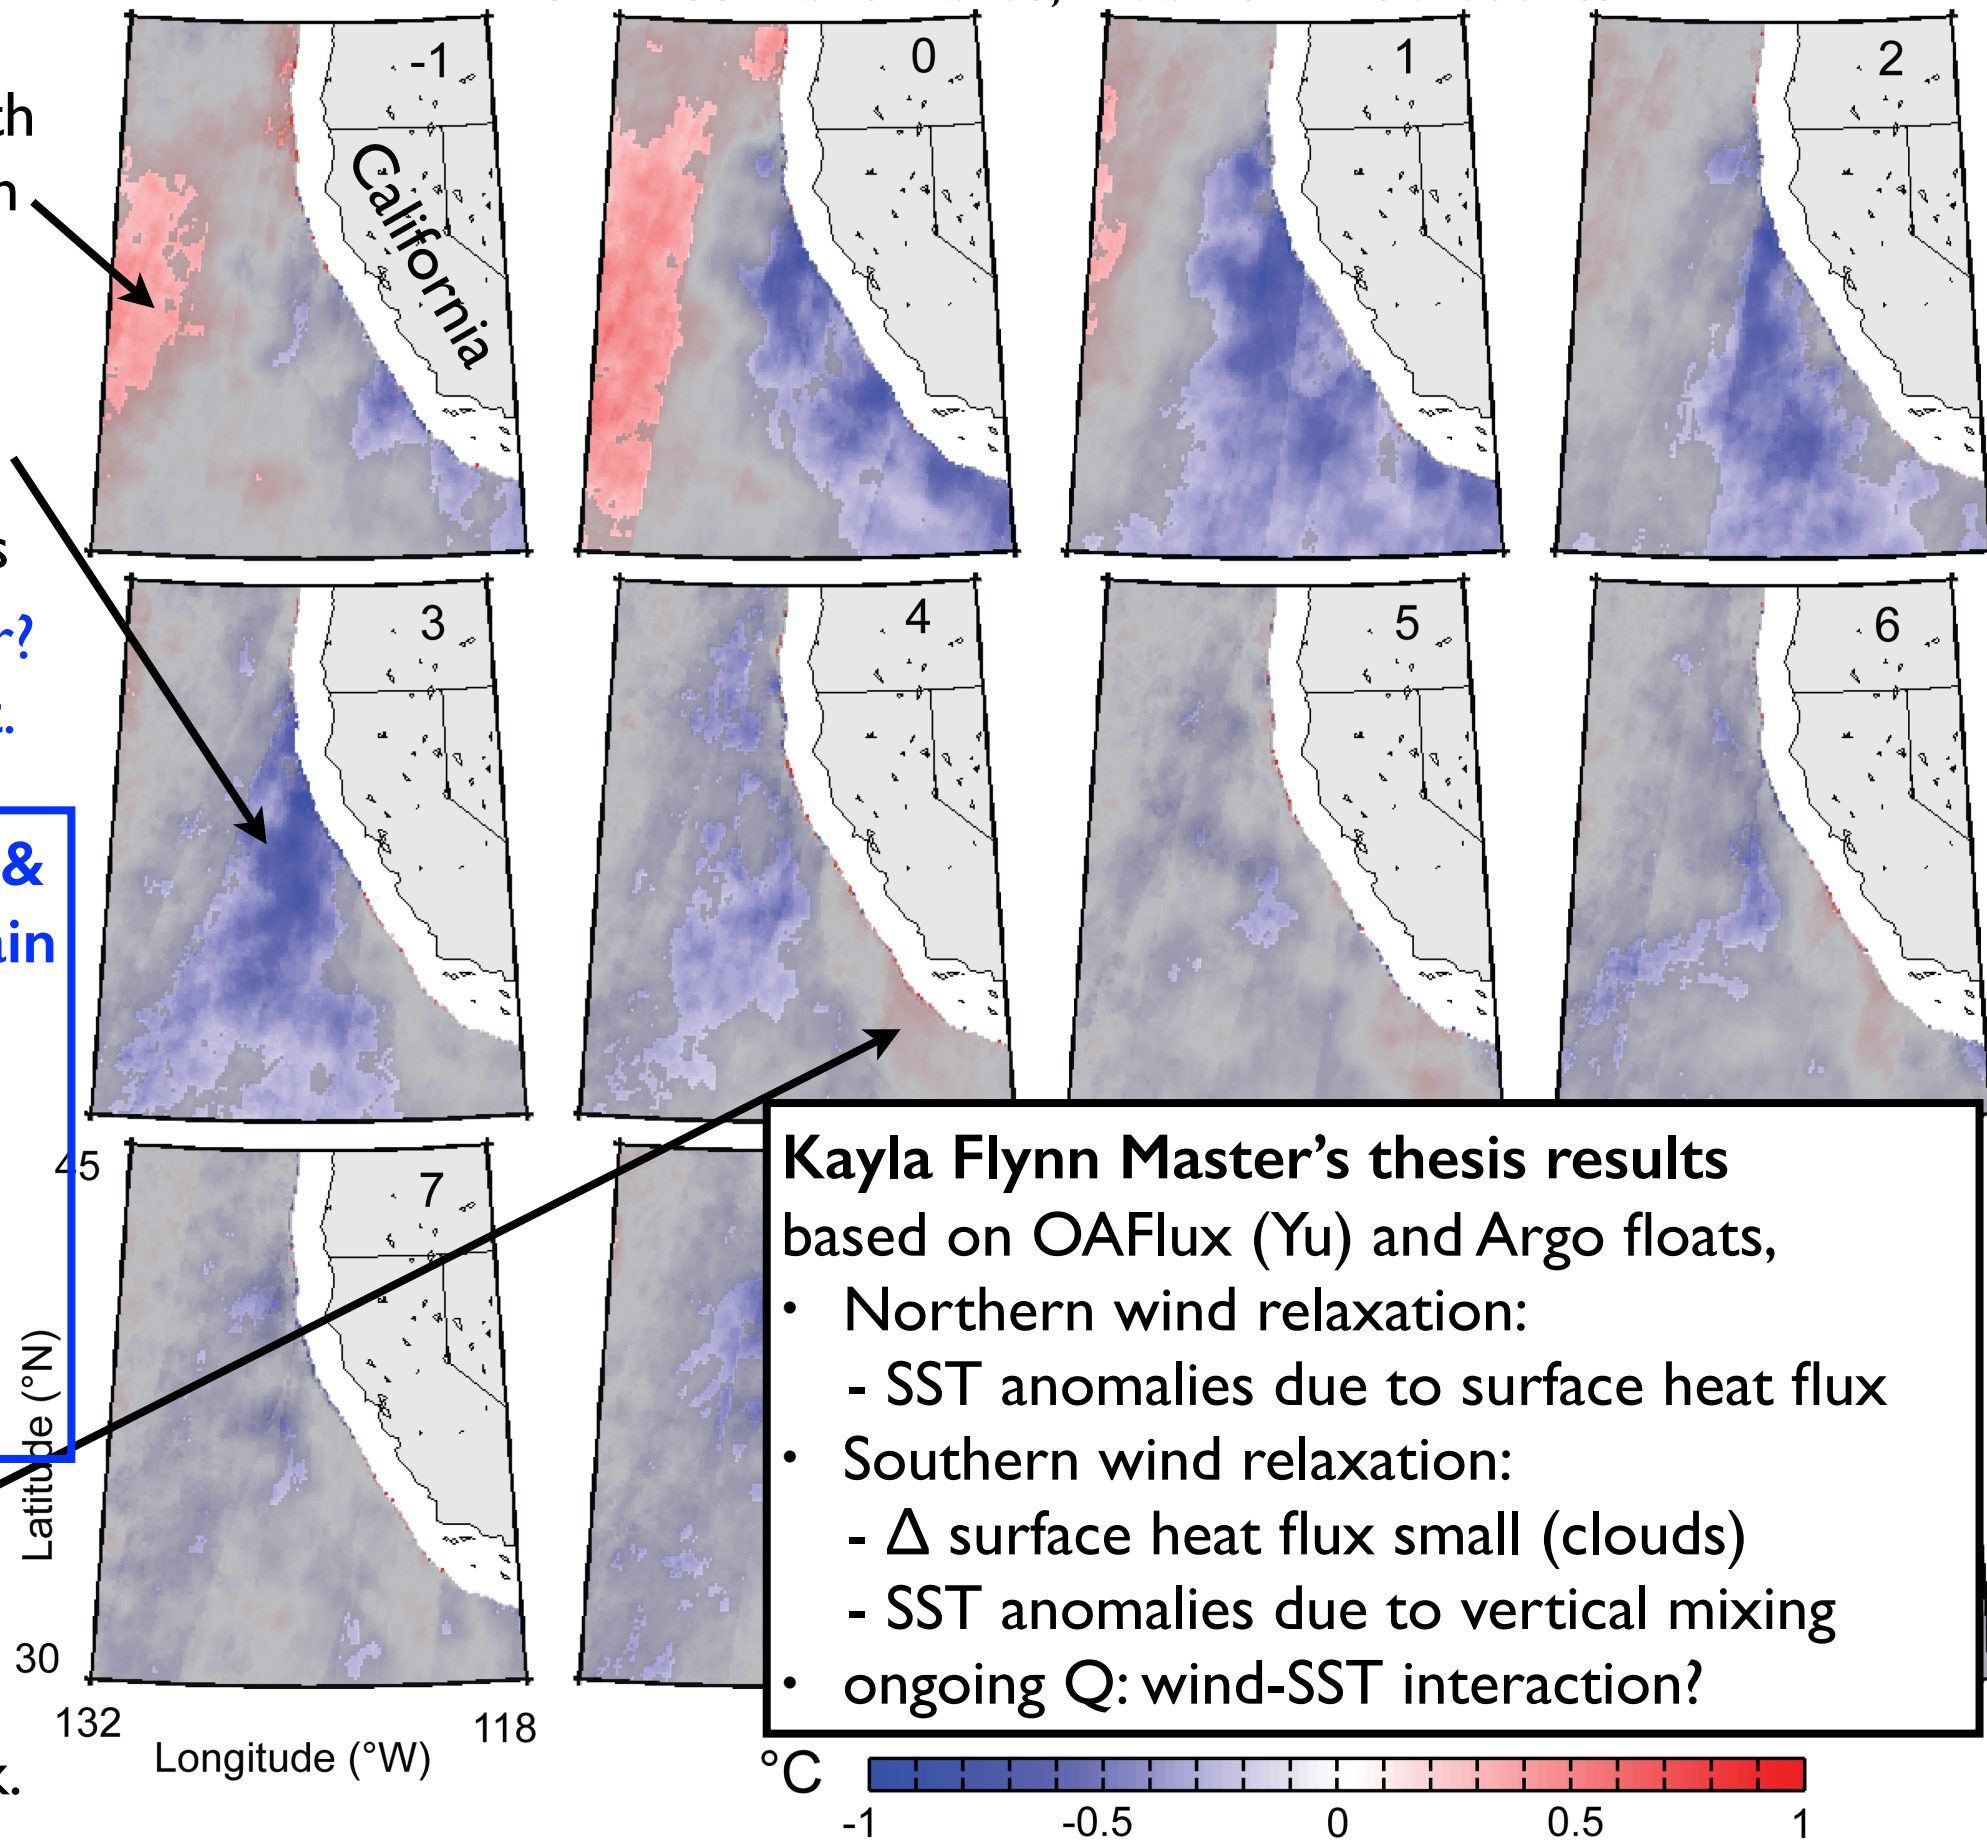 -1
0
1
2
California
3
4
5
6
&
45
7
Latitude (°N)
30
132
118
Longitude (°W)
Kayla Flynn Master’s thesis results
based on OAFlux (Yu) and Argo floats,
• Northern wind relaxation:
- SST anomalies due to surface heat flux
• Southern wind relaxation:
- Δ surface heat flux small (clouds)
- SST anomalies due to vertical mixing
• ongoing Q: wind-SST interaction?
°C
-1
-0.5
0
0.5
1